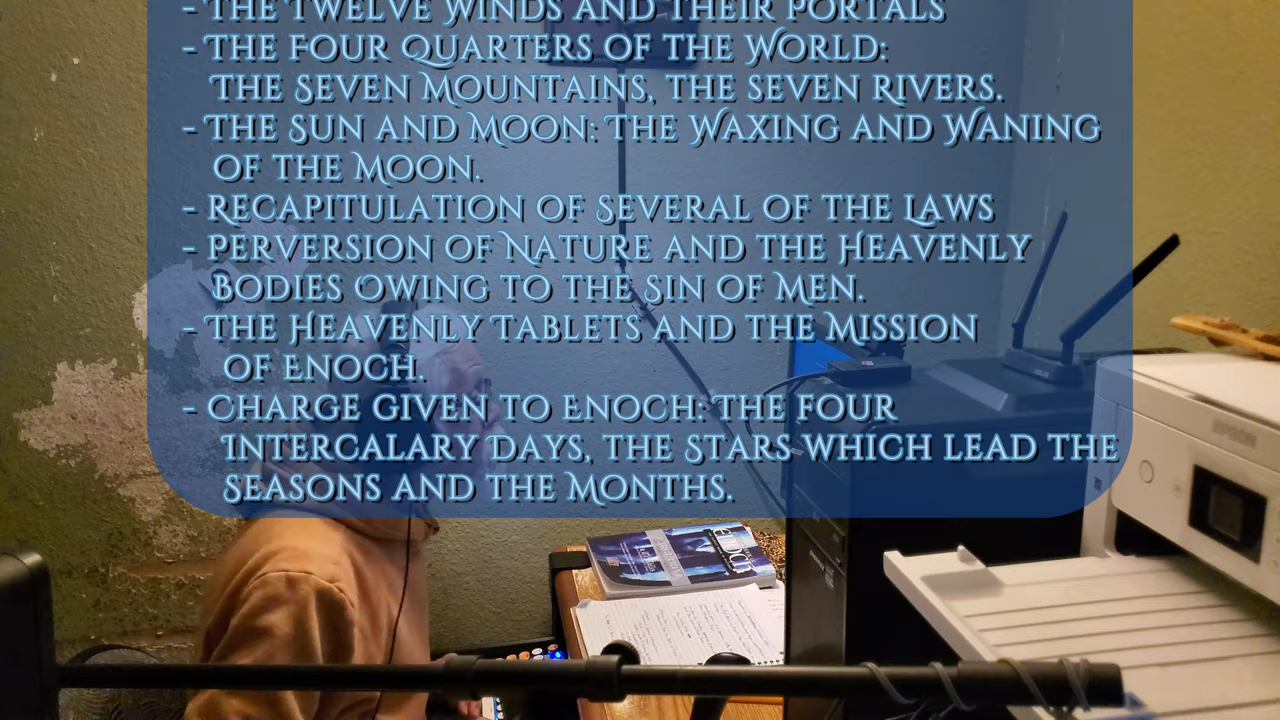 - The Twelve Winds and Their Portals
- The Four Quarters of the World:
The Seven Mountains, the seven Rivers.
- The Sun and Moon: The Waxing and Waning
of the Moon.
- Recapitulation of Several of the Laws
- Perversion of Nature and the Heavenly
Bodies Owing to the Sin of Men.
- The Heavenly Tablets and the Mission
of Enoch.
- Charge given to Enoch: The four
Intercalary Days, the Stars which lead the
Seasons and the Months.
EPSON
ENOCH